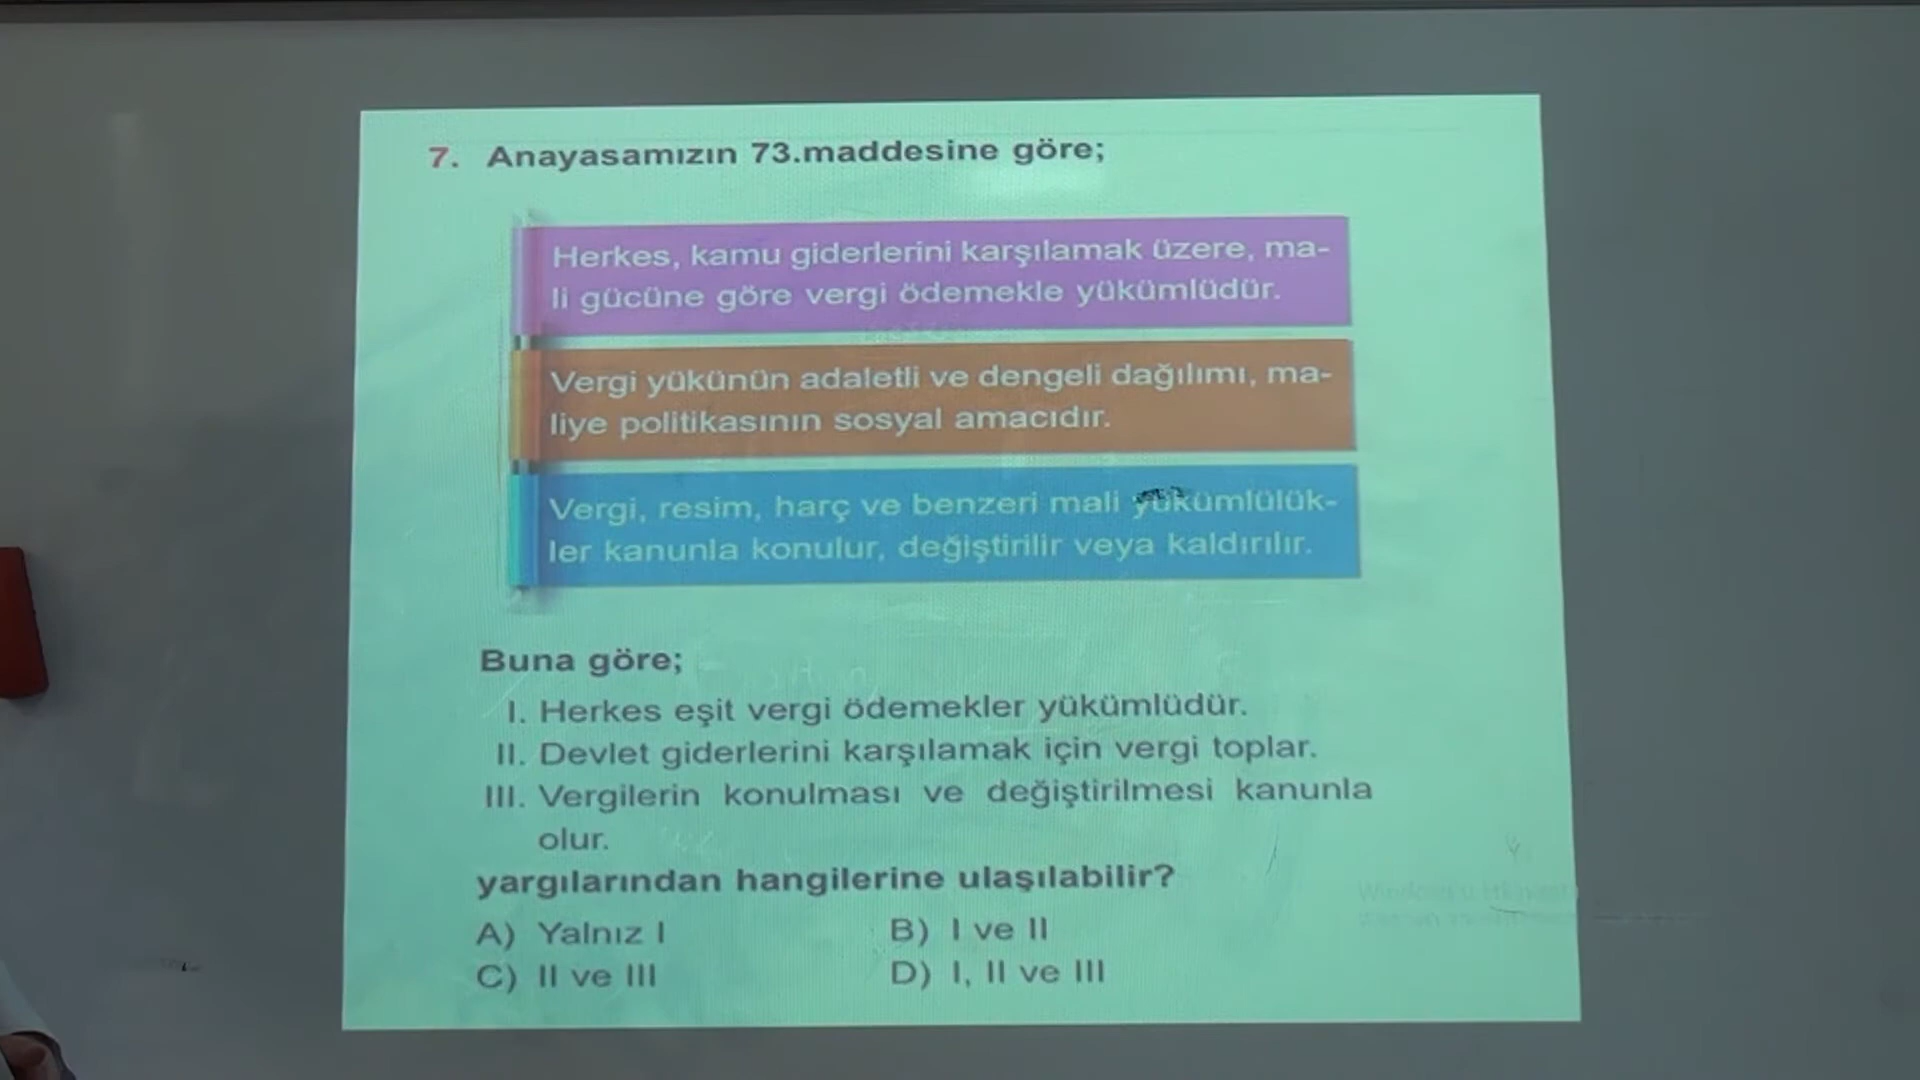 7. Anayasamızın 73.maddesine göre;
Herkes, kamu giderlerini karşılamak üzere, ma-
li gücüne göre vergi ödemekle yükümlüdür.
Vergi yükünün adaletli ve dengeli dağılımı, ma-
liye politikasının sosyal amacıdır.
Vergi, resim, harç ve benzeri mali yükümlülük-
ler kanunla konulur, değiştirilir veya kaldırılır.
Buna göre;
I. Herkes eşit vergi ödemekler yükümlüdür.
II. Devlet giderlerini karşılamak için vergi toplar.
III. Vergilerin konulması ve değiştirilmesi kanunla
olur.
yargılarından hangilerine ulaşılabilir?
A) Yalnız I B) I ve II
C) II ve III D) I, II ve III